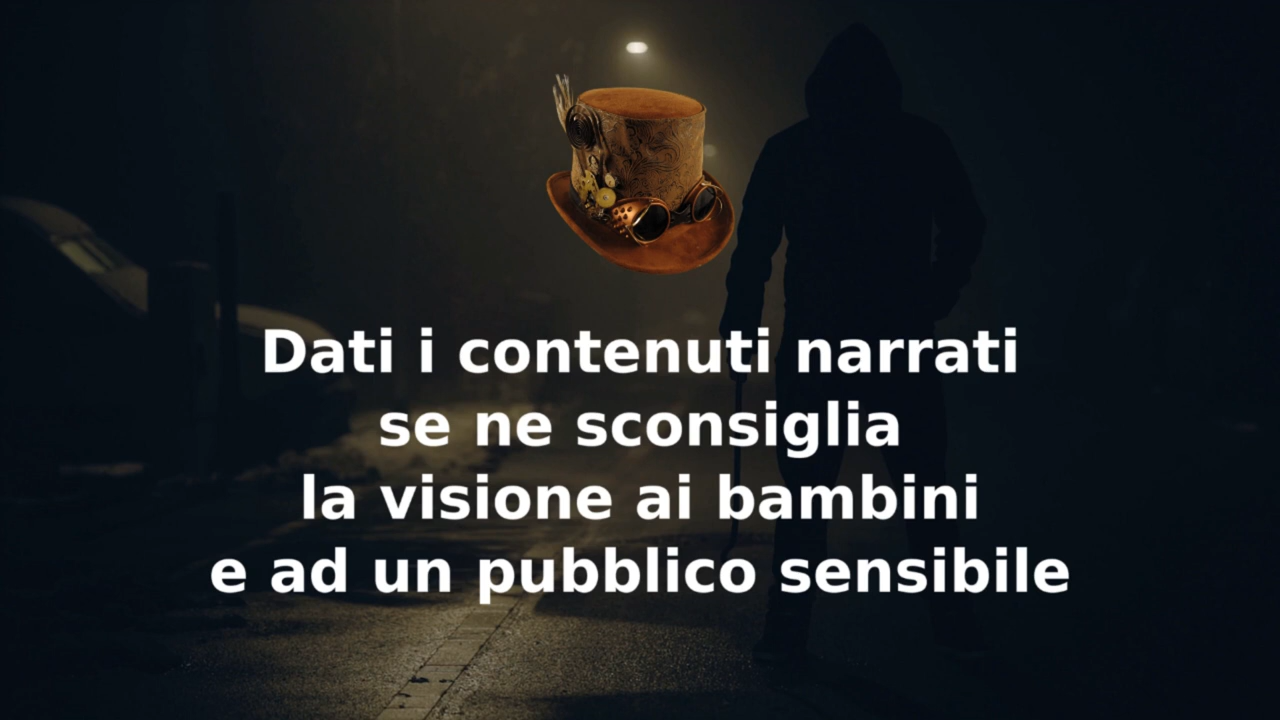 Dati i contenuti narrati
se ne sconsiglia
la visione ai bambini
e ad un pubblico sensibile